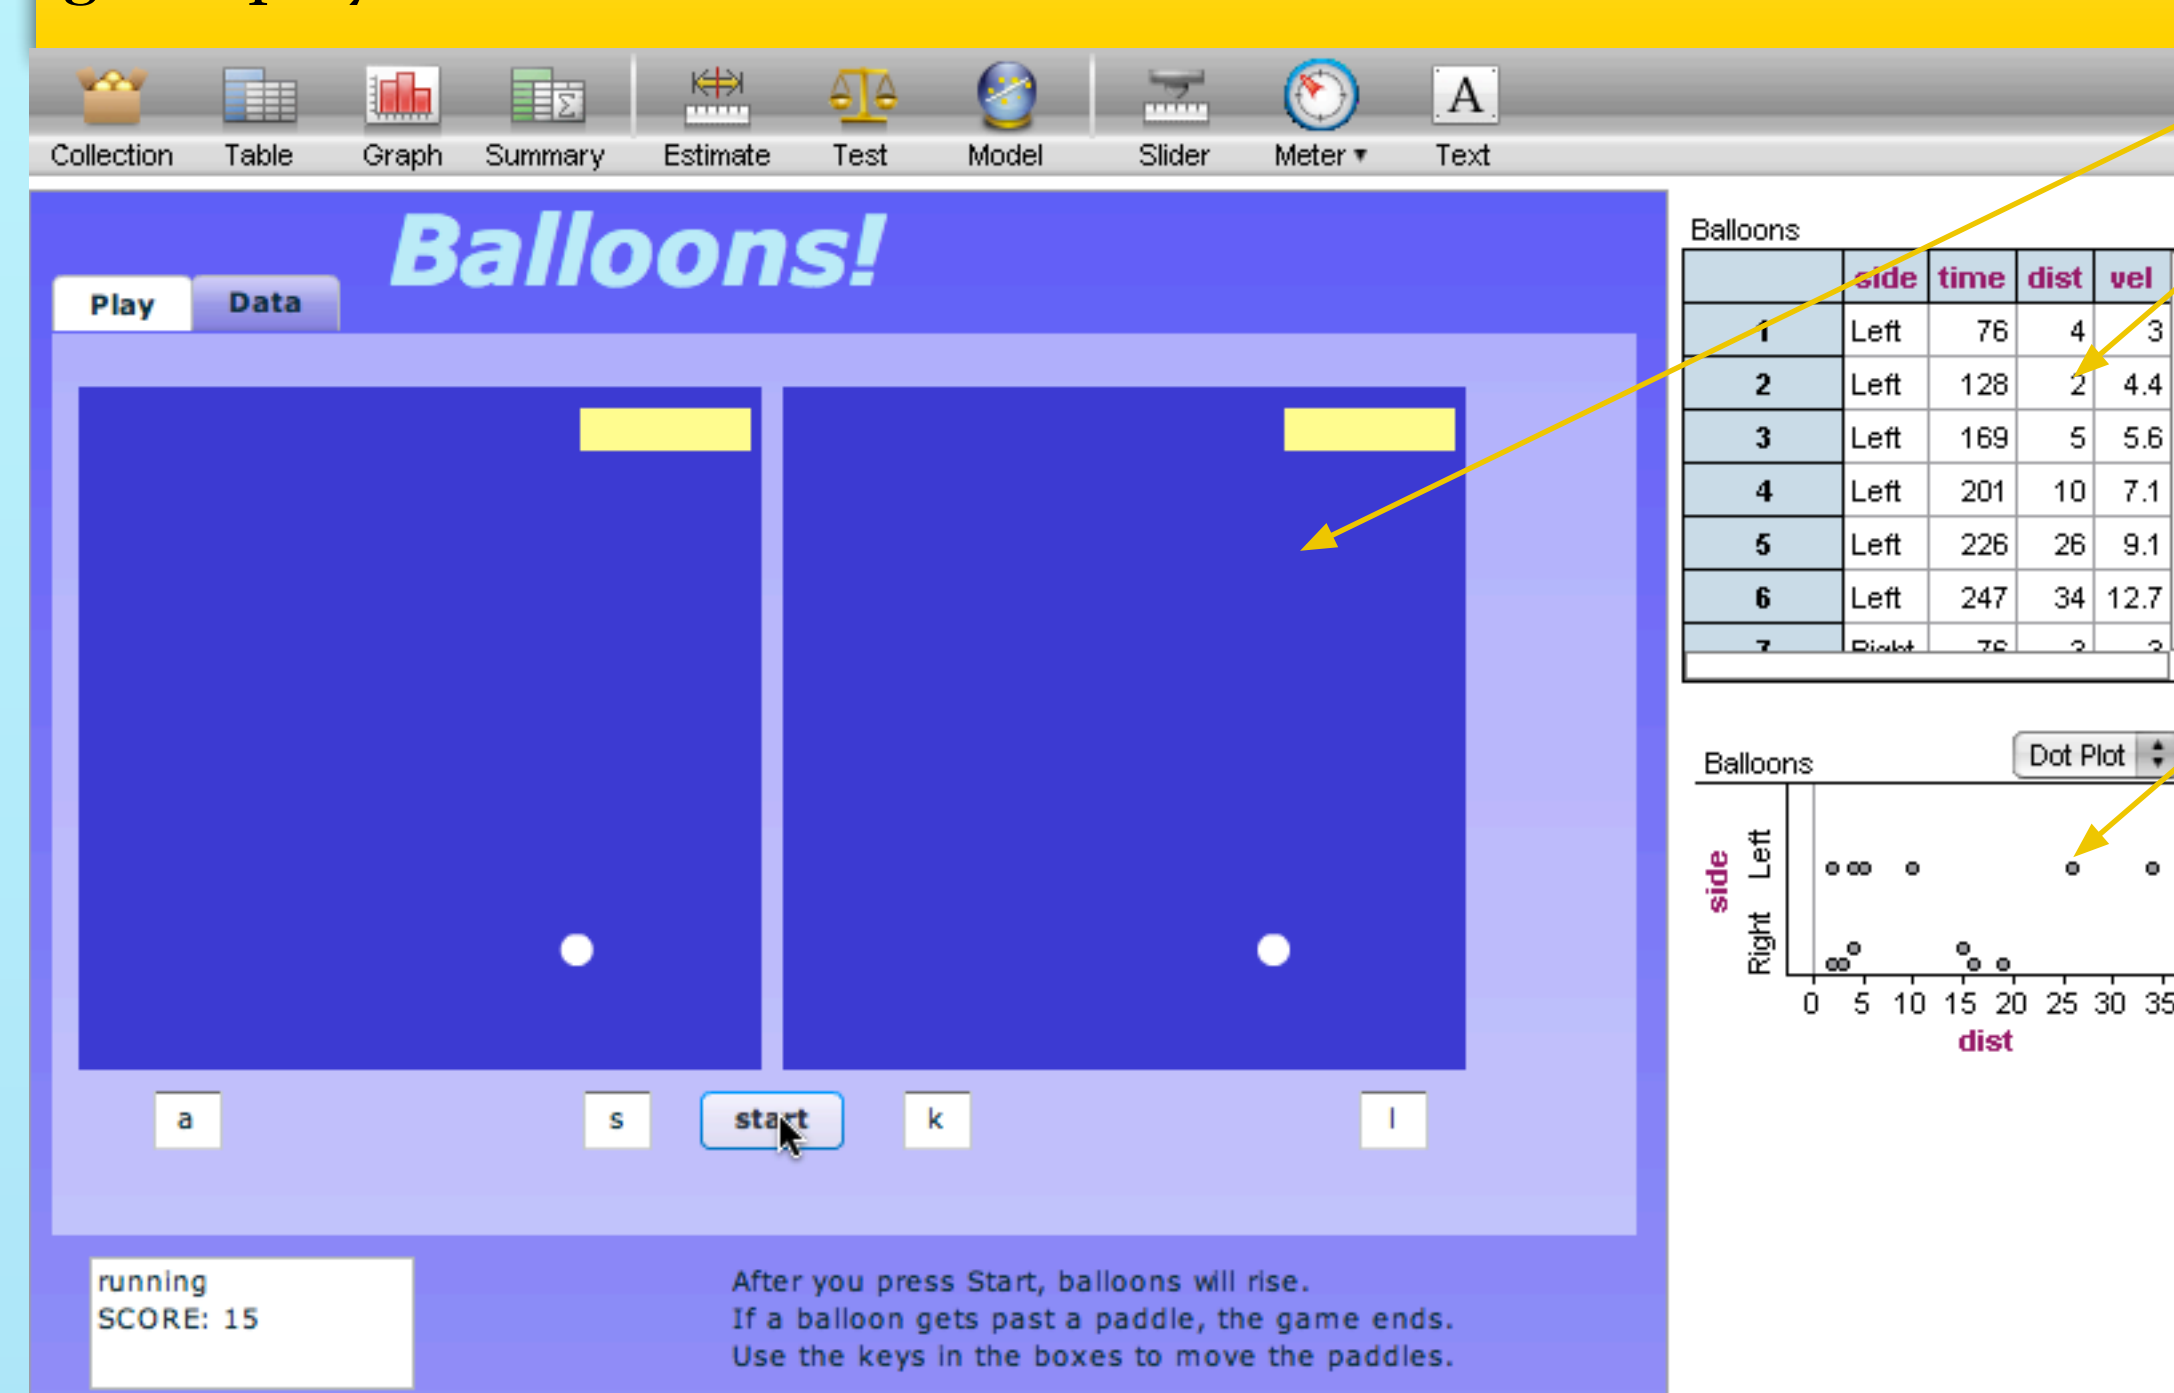 Collection Table Graph Summary Estimate Test Model Slider Meter Text
Balloons!
Play Data
a s start k l
running
SCORE: 15
After you press Start, balloons will rise.
If a balloon gets past a paddle, the game ends.
Use the keys in the boxes to move the paddles.
Balloons
side time dist vel
1 Left 76 4 3
2 Left 128 2 4.4
3 Left 169 5 5.6
4 Left 201 10 7.1
5 Left 226 26 9.1
6 Left 247 34 12.7
7 Right 76
Balloons Dot Plot
side
Left
Right
0 5 10 15 20 25 30 35
dist